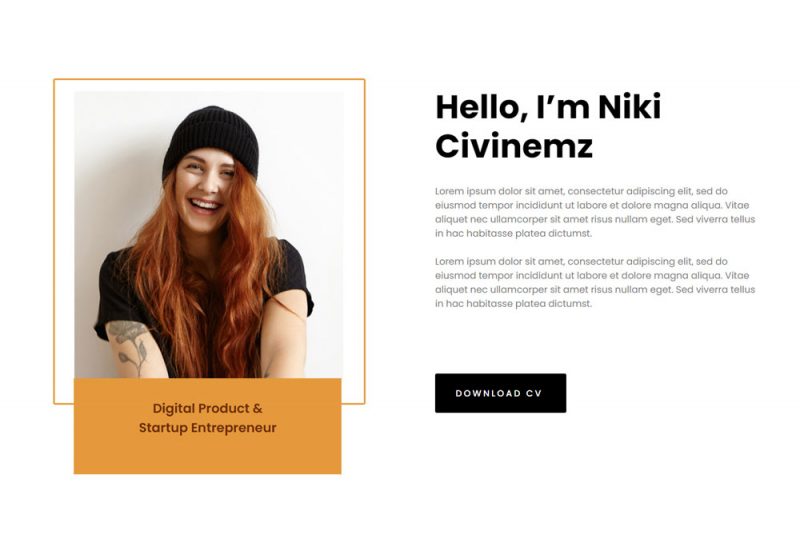 Hello, I’m Niki
Civinemz
Lorem ipsum dolor sit amet, consectetur adipiscing elit, sed do
eiusmod tempor incididunt ut labore et dolore magna aliqua. Vitae
aliquet nec ullamcorper sit amet risus nullam eget. Sed viverra tellus
in hac habitasse platea dictumst.
Lorem ipsum dolor sit amet, consectetur adipiscing elit, sed do
eiusmod tempor incididunt ut labore et dolore magna aliqua. Vitae
aliquet nec ullamcorper sit amet risus nullam eget. Sed viverra tellus
in hac habitasse platea dictumst.
DOWNLOAD CV
Digital Product &
Startup Entrepreneur